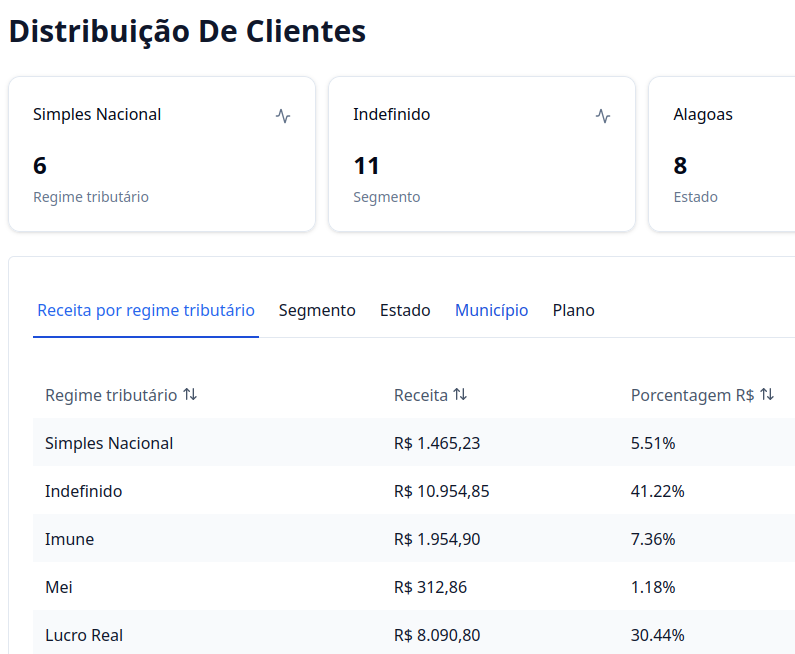 Distribuição De Clientes
Simples Nacional
6
Regime tributário
Indefinido
11
Segmento
Alagoas
8
Estado
Receita por regime tributário Segmento Estado Município Plano
Regime tributário Receita Porcentagem R$
Simples Nacional R$ 1.465,23 5.51%
Indefinido R$ 10.954,85 41.22%
Imune R$ 1.954,90 7.36%
Mei R$ 312,86 1.18%
Lucro Real R$ 8.090,80 30.44%